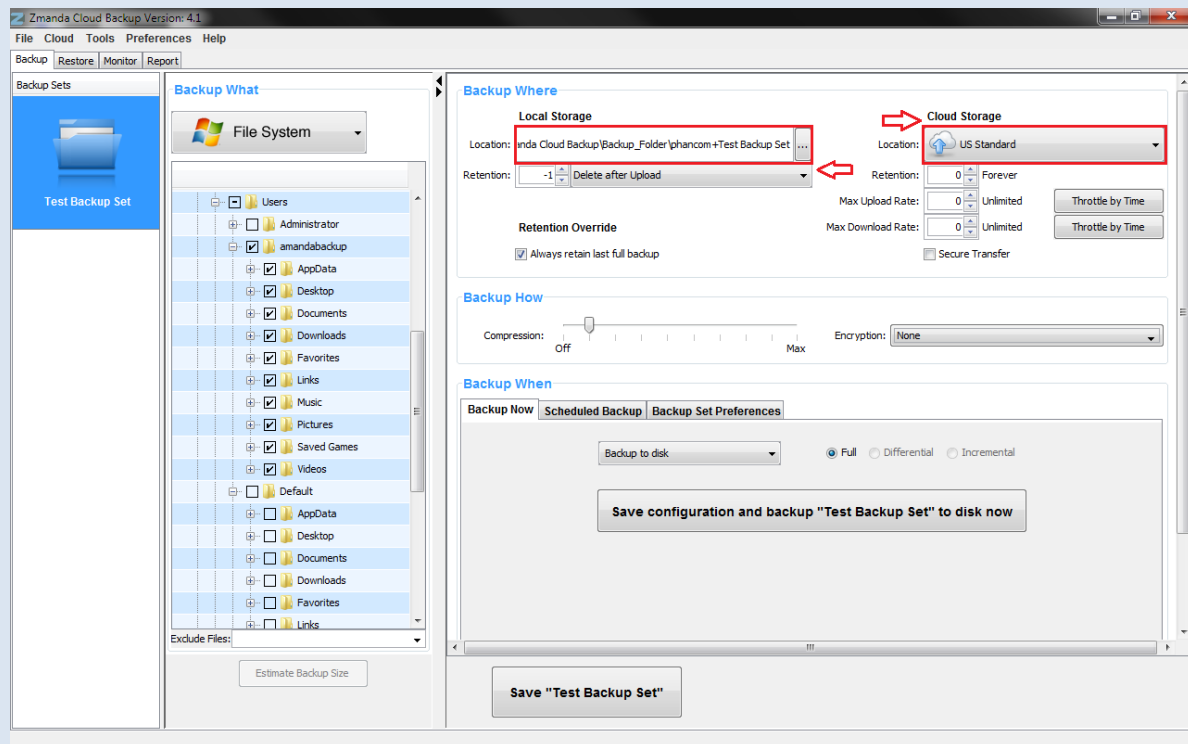 Zmanda Cloud Backup Version: 4.1
File Cloud Tools Preferences Help
Backup Restore Monitor Report
Backup Sets
Test Backup Set
Backup What
File System
Users
Administrator
amandabackup
AppData
Desktop
Documents
Downloads
Favorites
Links
Music
Pictures
Saved Games
Videos
Default
AppData
Desktop
Documents
Downloads
Favorites
Links
Exclude Files:
Estimate Backup Size
Backup Where
Local Storage
Location: anda Cloud Backup\Backup_Folder\phancom+Test Backup Set ...
Retention: -1 Delete after Upload
Retention Override
Always retain last full backup
Cloud Storage
Location: US Standard
Retention: 0 Forever
Max Upload Rate: 0 Unlimited Throttle by Time
Max Download Rate: 0 Unlimited Throttle by Time
Secure Transfer
Backup How
Compression: Off Max
Encryption: None
Backup When
Backup Now Scheduled Backup Backup Set Preferences
Backup to disk Full Differential Incremental
Save configuration and backup "Test Backup Set" to disk now
Save "Test Backup Set"